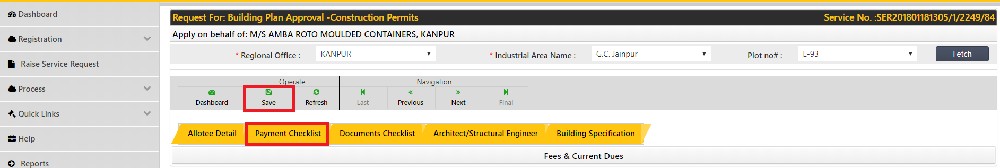 Dashboard
Registration
Raise Service Request
Process
Quick Links
Help
Reports
Request For: Building Plan Approval -Construction Permits
Service No. :SER201801181305/1/2249/84
Apply on behalf of: M/S AMBA ROTO MOULDED CONTAINERS, KANPUR
* Regional Office : KANPUR * Industrial Area Name : G.C. Jainpur Plot no# : E-93 Fetch
Operate Navigation
Dashboard Save Refresh Last Previous Next Final
Allotee Detail Payment Checklist Documents Checklist Architect/Structural Engineer Building Specification
Fees & Current Dues